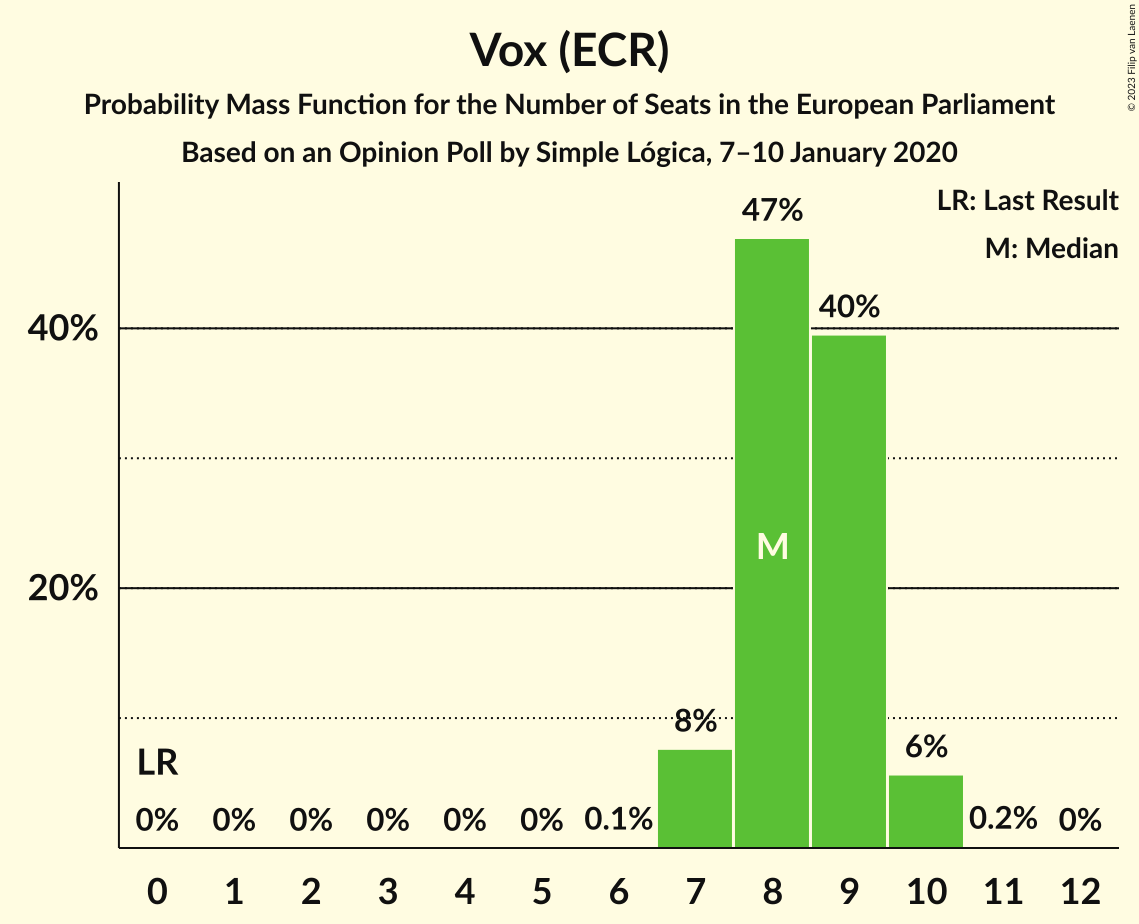 Vox (ECR)
Probability Mass Function for the Number of Seats in the European Parliament
Based on an Opinion Poll by Simple Lógica, 7–10 January 2020
© 2023 Filip van Laenen
LR: Last Result
M: Median
47%
40%
40%
M
20%
8%
6%
LR
0% 0% 0% 0% 0% 0% 0.1% 0.2% 0%
0 1 2 3 4 5 6 7 8 9 10 11 12